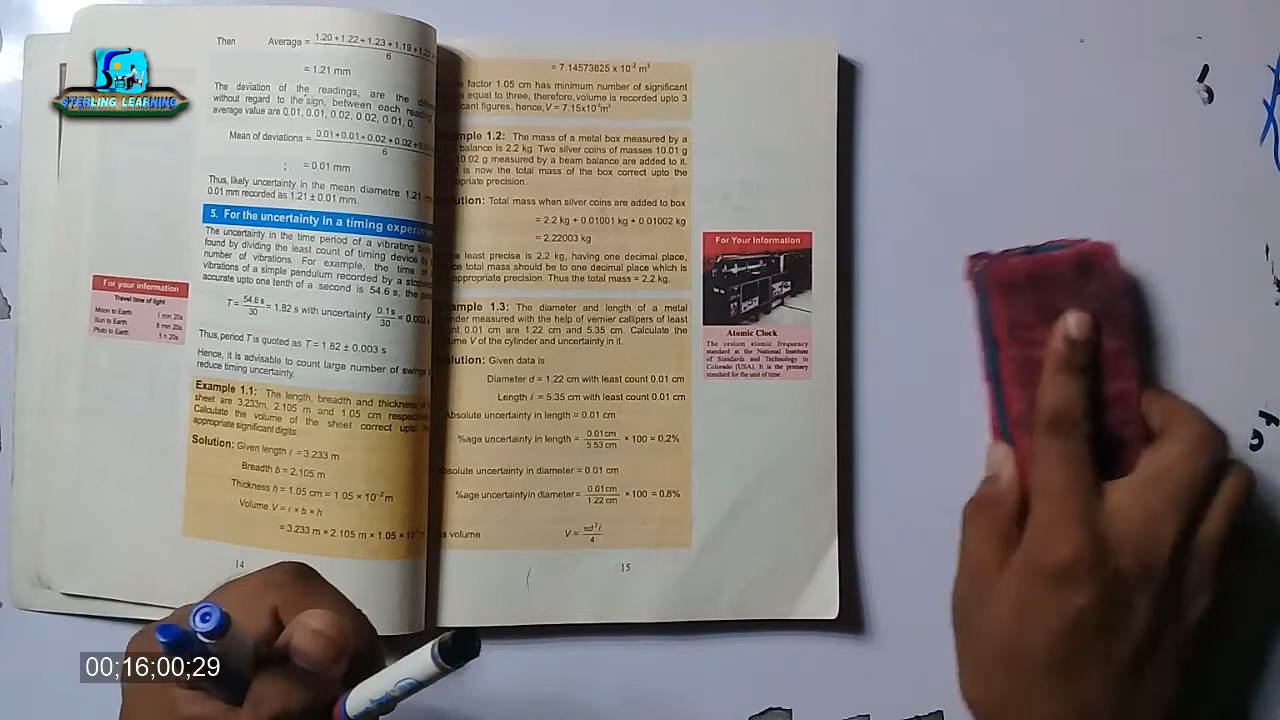 STERLING LEARNING
Then Average = 1.20 + 1.22 + 1.23 + 1.19 + 1.22
6
= 1.21 mm
The deviation of the readings, are the
without regard to the sign, between each reading
average value are 0.01, 0.01, 0.02, 0.02, 0.01, 0,
Mean of deviations = 0.01 + 0.01 + 0.02 + 0.02 +
6
= 0.01 mm
Thus, likely uncertainty in the mean diametre 1.21
0.01 mm recorded as 1.21 ± 0.01 mm.
5. For the uncertainty in a timing
The uncertainty in the time period of a vibrating
found by dividing the least count of timing device
number of vibrations. For example, the time of
vibrations of a simple pendulum recorded by a
accurate upto one tenth of a second is 54.6 s, the
T = 54.6 s / 30 = 1.82 s with uncertainty 0.1s / 30 = 0.003 s
Thus, period T is quoted as T = 1.82 ± 0.003 s
Hence, it is advisable to count large number of swings
reduce timing uncertainty.
Example 1.1: The length, breadth and thickness
sheet are 3.233m, 2.105 m and 1.05 cm
Calculate the volume of the sheet correct upto
appropriate significant digits.
Solution: Given length ℓ = 3.233 m
Breadth b = 2.105 m
Thickness h = 1.05 cm = 1.05 × 10⁻² m
Volume V = ℓ × b × h
= 3.233 m × 2.105 m × 1.05 × 10
14
For your information
Travel time of light
Moon to Earth 1 min 20s
Sun to Earth 8 min 20s
Pluto to Earth 5 h 20s
= 7.14573825 x 10⁻² m³
factor 1.05 cm has minimum number of significant
equal to three, therefore, volume is recorded upto 3
figures, hence, V = 7.15x10⁻²m³
1.2: The mass of a metal box measured by a
balance is 2.2 kg. Two silver coins of masses 10.01 g
10.02 g measured by a beam balance are added to it.
is now the total mass of the box correct upto the
precision.
Total mass when silver coins are added to box
= 2.2 kg + 0.01001 kg + 0.01002 kg
= 2.22003 kg
least precise is 2.2 kg, having one decimal place,
total mass should be to one decimal place which is
appropriate precision. Thus the total mass = 2.2 kg.
1.3: The diameter and length of a metal
measured with the help of vernier callipers of least
0.01 cm are 1.22 cm and 5.35 cm. Calculate the
V of the cylinder and uncertainty in it.
Given data is
Diameter d = 1.22 cm with least count 0.01 cm
Length ℓ = 5.35 cm with least count 0.01 cm
Absolute uncertainty in length = 0.01 cm
%age uncertainty in length = 0.01 cm / 5.53 cm × 100 = 0.2%
uncertainty in diameter = 0.01 cm
%age uncertainty in diameter = 0.01 cm / 1.22 cm × 100 = 0.8%
volume V = πd²ℓ / 4
15
For Your Information
Atomic Clock
The cesium atomic frequency
standard at the National Institute
of Standards and Technology in
Colorado (USA). It is the primary
standard for the unit of time.
00;16;00;29